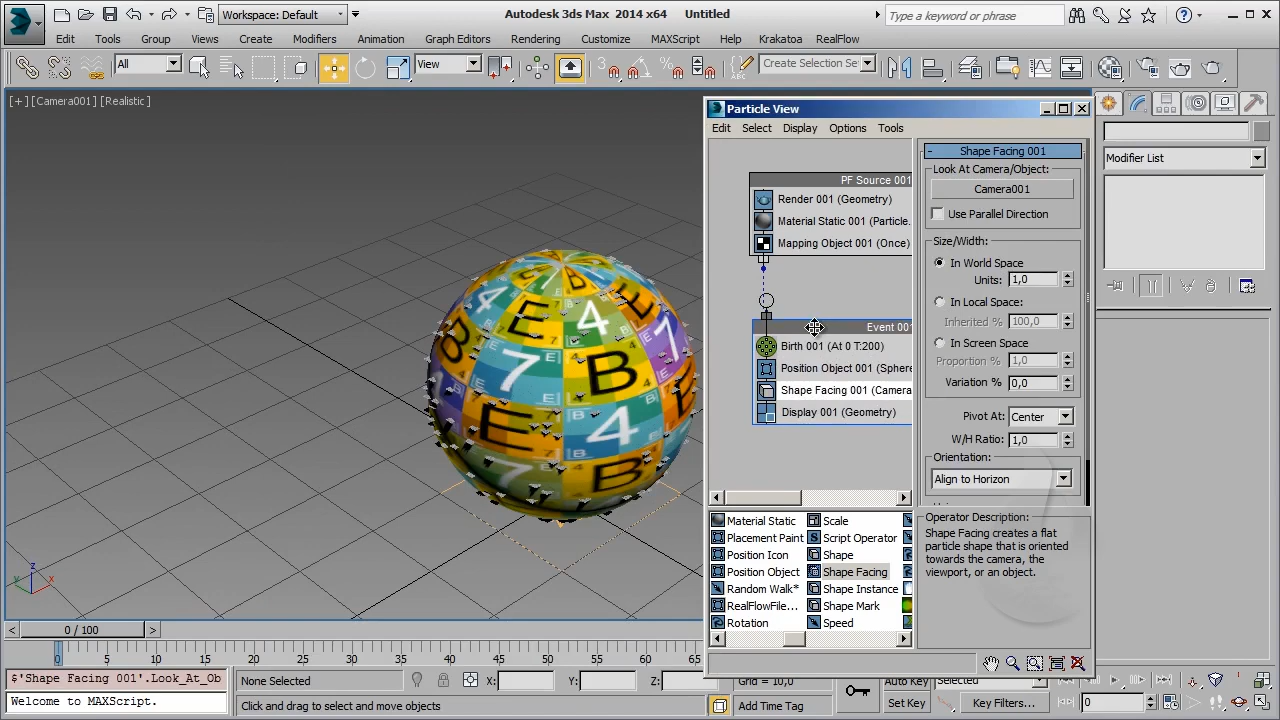 Workspace: Default
Autodesk 3ds Max 2014 x64 Untitled
Type a keyword or phrase
Edit Tools Group Views Create Modifiers Animation Graph Editors Rendering Customize MAXScript Help Krakatoa RealFlow
All
View
3
Create Selection Se
[+] [Camera001] [Realistic]
Particle View
Edit Select Display Options Tools
PF Source 001
Render 001 (Geometry)
Material Static 001 (Particle.
Mapping Object 001 (Once)
Event 001
Birth 001 (At 0 T:200)
Position Object 001 (Sphere
Shape Facing 001 (Camera
Display 001 (Geometry)
- Shape Facing 001
Look At Camera/Object:
Camera001
Use Parallel Direction
Size/Width:
In World Space
Units: 1,0
In Local Space:
Inherited % 100,0
In Screen Space
Proportion % 1,0
Variation % 0,0
Pivot At: Center
W/H Ratio: 1,0
Orientation:
Align to Horizon
Material Static
Placement Paint
Position Icon
Position Object
Random Walk*
RealFlowFile...
Rotation
Scale
Script Operator
Shape
Shape Facing
Shape Instance
Shape Mark
Speed
Operator Description:
Shape Facing creates a flat
particle shape that is oriented
towards the camera, the
viewport, or an object.
Modifier List
4 E B 4 E 7
7 B
E 4
7 B
z
y x
< 0 / 100 >
0 5 10 15 20 25 30 35 40 45 50 55 60 65
$'Shape Facing 001'.Look_At_Ob
Welcome to MAXScript.
None Selected
X: Y: Z:
Grid = 10,0
Click and drag to select and move objects
Add Time Tag
Auto Key Selected
Set Key Key Filters...
0